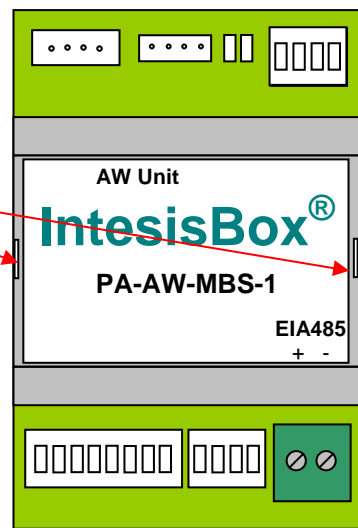 AW Unit
IntesisBox®
PA-AW-MBS-1
EIA485
+ -